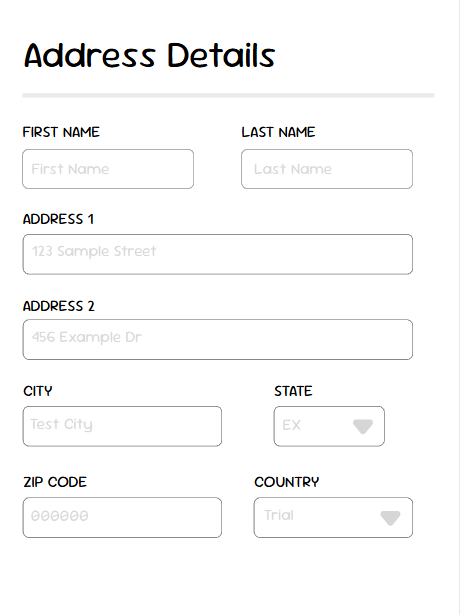 Address Details
FIRST NAME LAST NAME
First Name Last Name
ADDRESS 1
123 Sample Street
ADDRESS 2
456 Example Dr
CITY STATE
Test City EX
ZIP CODE COUNTRY
000000 Trial